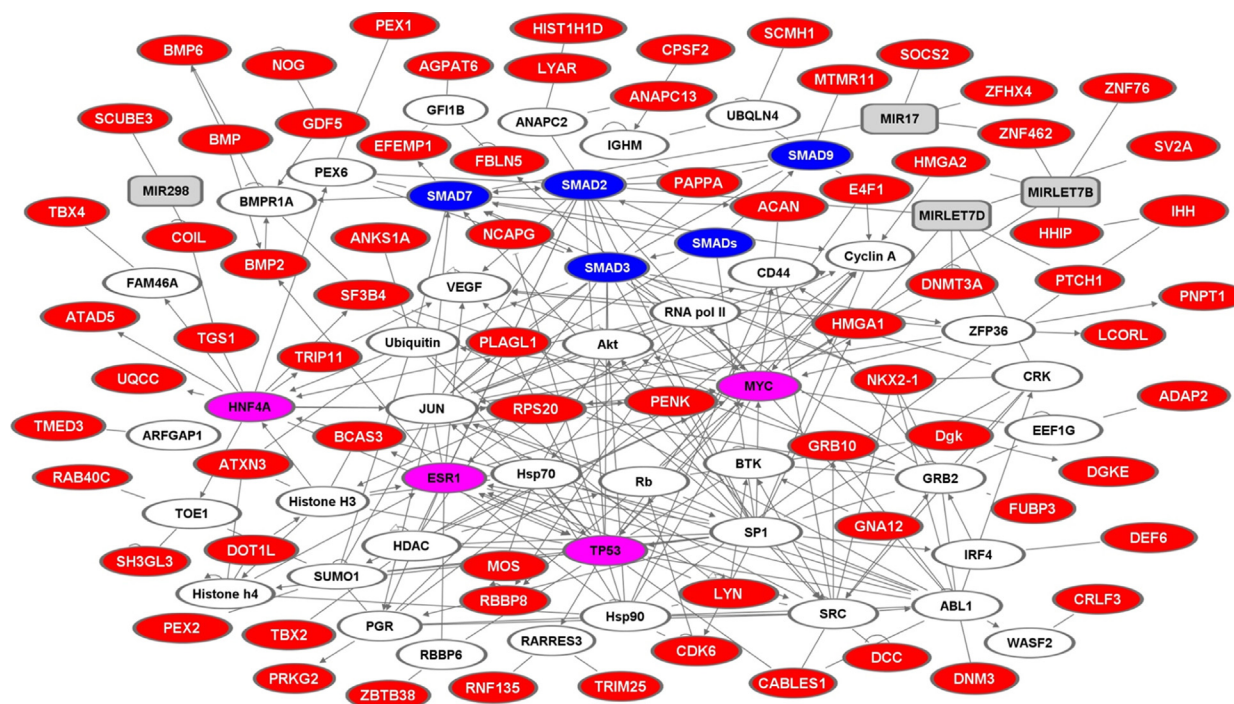 PEX1
HIST1H1D
SCMH1
BMP6
NOG
CPSF2
SOCS2
AGPAT6
LYAR
MTMR11
ZFHX4
ZNF76
SCUBE3
BMP
GDF5
GFI1B
ANAPC2
ANAPC13
UBQLN4
MIR17
ZNF462
EFEMP1
FBLN5
IGHM
SMAD9
HMGA2
SV2A
MIR298
PEX6
BMPR1A
SMAD7
SMAD2
PAPPA
E4F1
MIRLET7B
TBX4
ACAN
MIRLET7D
IHH
COIL
ANKS1A
NCAPG
SMADs
HHIP
BMP2
SMAD3
CD44
Cyclin A
FAM46A
VEGF
DNMT3A
PTCH1
SF3B4
PNPT1
ATAD5
RNA pol II
HMGA1
ZFP36
LCORL
TGS1
TRIP11
Ubiquitin
PLAGL1
Akt
UQCC
HNF4A
MYC
NKX2-1
CRK
JUN
RPS20
PENK
ADAP2
TMED3
ARFGAP1
BCAS3
GRB10
Dgk
EEF1G
RAB40C
ATXN3
ESR1
Hsp70
Rb
BTK
GRB2
DGKE
Histone H3
TOE1
FUBP3
GNA12
SP1
HDAC
TP53
IRF4
DEF6
SH3GL3
DOT1L
SUMO1
MOS
Histone h4
RBBP8
LYN
ABL1
CRLF3
PEX2
TBX2
PGR
Hsp90
SRC
WASF2
RARRES3
RBBP6
CDK6
DCC
PRKG2
CABLES1
DNM3
ZBTB38
RNF135
TRIM25